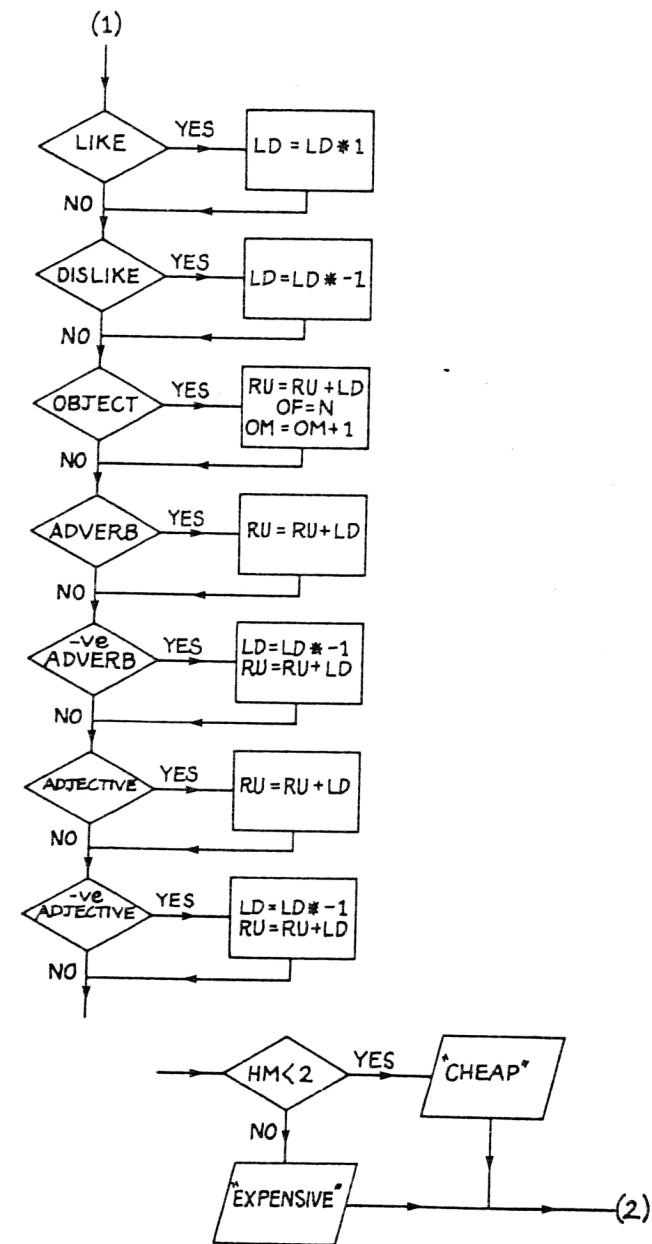 (1)
LIKE
YES
LD = LD*1
NO
DISLIKE
YES
LD=LD*-1
NO
OBJECT
YES
RU=RU+LD
OF=N
OM=OM+1
NO
ADVERB
YES
RU=RU+LD
NO
-ve
ADVERB
YES
LD=LD*-1
RU=RU+LD
NO
ADJECTIVE
YES
RU=RU+LD
NO
-ve
ADJECTIVE
YES
LD=LD*-1
RU=RU+LD
NO
HM<2
YES
"CHEAP"
NO
"EXPENSIVE"
(2)